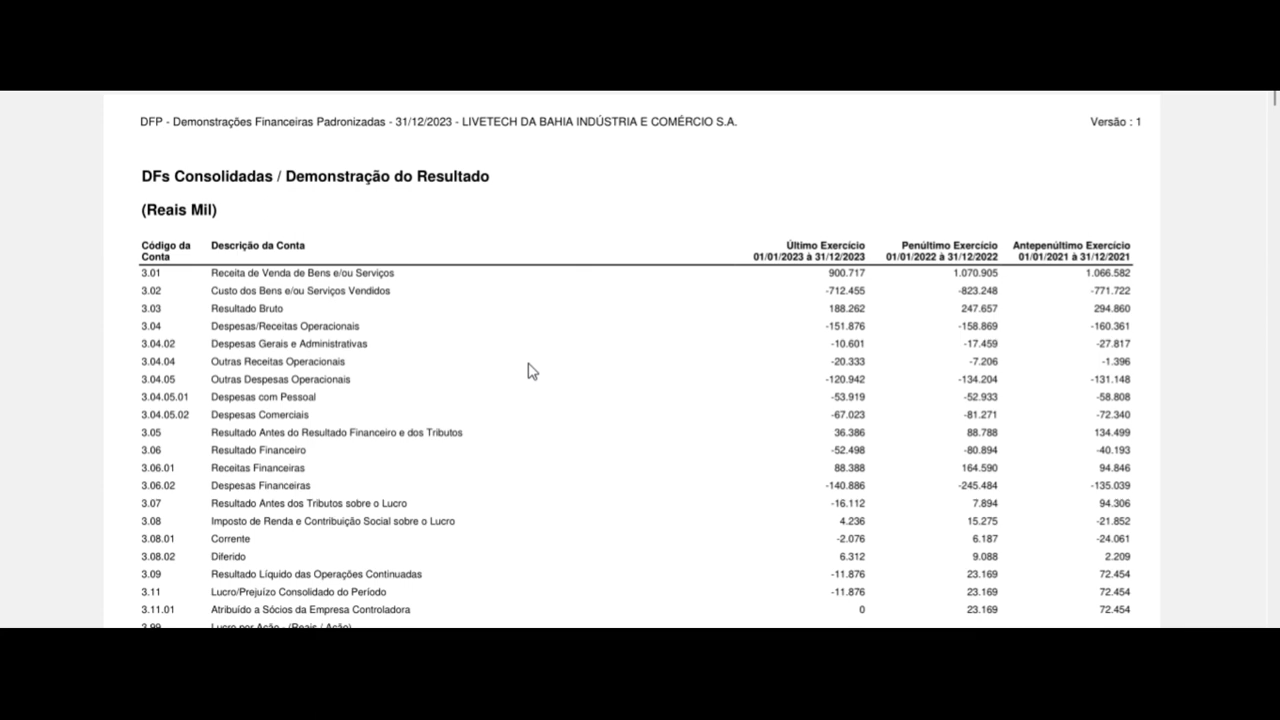 DFP - Demonstrações Financeiras Padronizadas - 31/12/2023 - LIVETECH DA BAHIA INDÚSTRIA E COMÉRCIO S.A. Versão : 1
DFs Consolidadas / Demonstração do Resultado
(Reais Mil)
Código da Conta Descrição da Conta Último Exercício 01/01/2023 à 31/12/2023 Penúltimo Exercício 01/01/2022 à 31/12/2022 Antepenúltimo Exercício 01/01/2021 à 31/12/2021
3.01 Receita de Venda de Bens e/ou Serviços 900.717 1.070.905 1.066.582
3.02 Custo dos Bens e/ou Serviços Vendidos -712.455 -823.248 -771.722
3.03 Resultado Bruto 188.262 247.657 294.860
3.04 Despesas/Receitas Operacionais -151.876 -158.869 -160.361
3.04.02 Despesas Gerais e Administrativas -10.601 -17.459 -27.817
3.04.04 Outras Receitas Operacionais -20.333 -7.206 -1.396
3.04.05 Outras Despesas Operacionais -120.942 -134.204 -131.148
3.04.05.01 Despesas com Pessoal -53.919 -52.933 -58.808
3.04.05.02 Despesas Comerciais -67.023 -81.271 -72.340
3.05 Resultado Antes do Resultado Financeiro e dos Tributos 36.386 88.788 134.499
3.06 Resultado Financeiro -52.498 -80.894 -40.193
3.06.01 Receitas Financeiras 88.388 164.590 94.846
3.06.02 Despesas Financeiras -140.886 -245.484 -135.039
3.07 Resultado Antes dos Tributos sobre o Lucro -16.112 7.894 94.306
3.08 Imposto de Renda e Contribuição Social sobre o Lucro 4.236 15.275 -21.852
3.08.01 Corrente -2.076 6.187 -24.061
3.08.02 Diferido 6.312 9.088 2.209
3.09 Resultado Líquido das Operações Continuadas -11.876 23.169 72.454
3.11 Lucro/Prejuízo Consolidado do Período -11.876 23.169 72.454
3.11.01 Atribuído a Sócios da Empresa Controladora 0 23.169 72.454
3.99 Lucro por Ação - (Reais / Ação)